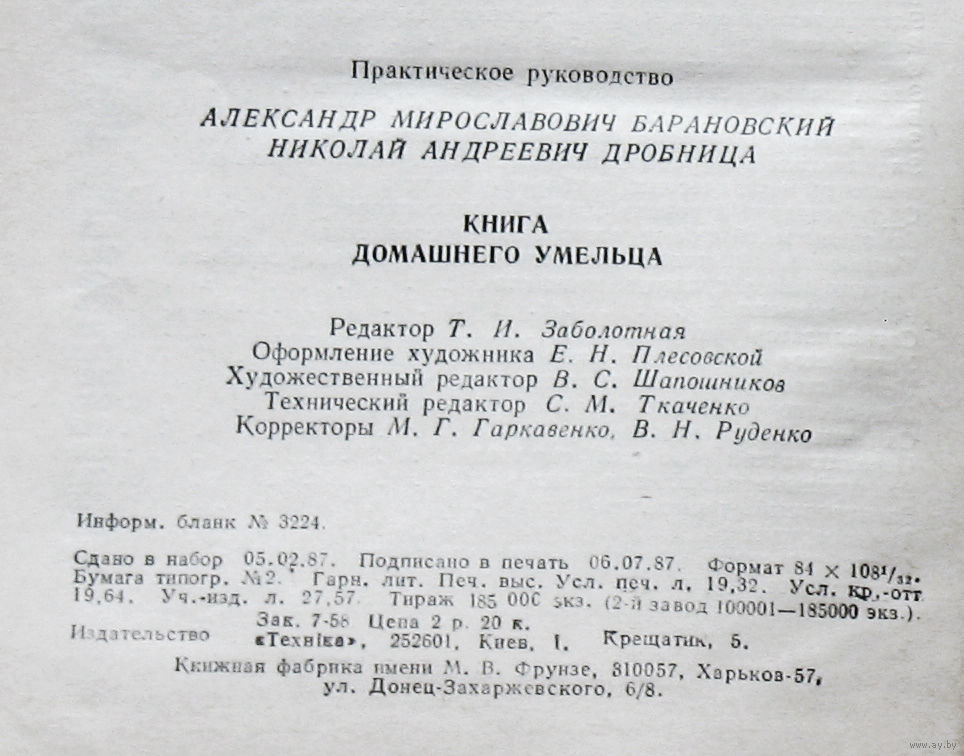 Практическое руководство
АЛЕКСАНДР МИРОСЛАВОВИЧ БАРАНОВСКИЙ
НИКОЛАЙ АНДРЕЕВИЧ ДРОБНИЦА
КНИГА
ДОМАШНЕГО УМЕЛЬЦА
Редактор Т. И. Заболотная
Оформление художника Е. Н. Плесовской
Художественный редактор В. С. Шапошников
Технический редактор С. М. Ткаченко
Корректоры М. Г. Гаркавенко, В. Н. Руденко
Информ. бланк № 3224.
Сдано в набор 05.02.87. Подписано в печать 06.07.87. Формат 84 × 108¹/₃₂.
Бумага типогр. №2. Гарн. лит. Печ. выс. Усл. печ. л. 19,32. Усл. кр.-отт
19,64. Уч.-изд. л. 27,57. Тираж 185 000 экз. (2-й завод 100001—185000 экз.).
Зак. 7-58 Цена 2 р. 20 к.
Издательство «Техніка», 252601, Киев, 1, Крещатик, 5.
Книжная фабрика имени М. В. Фрунзе, 310057, Харьков-57,
ул. Донец-Захаржевского, 6/8.
www.ay.by